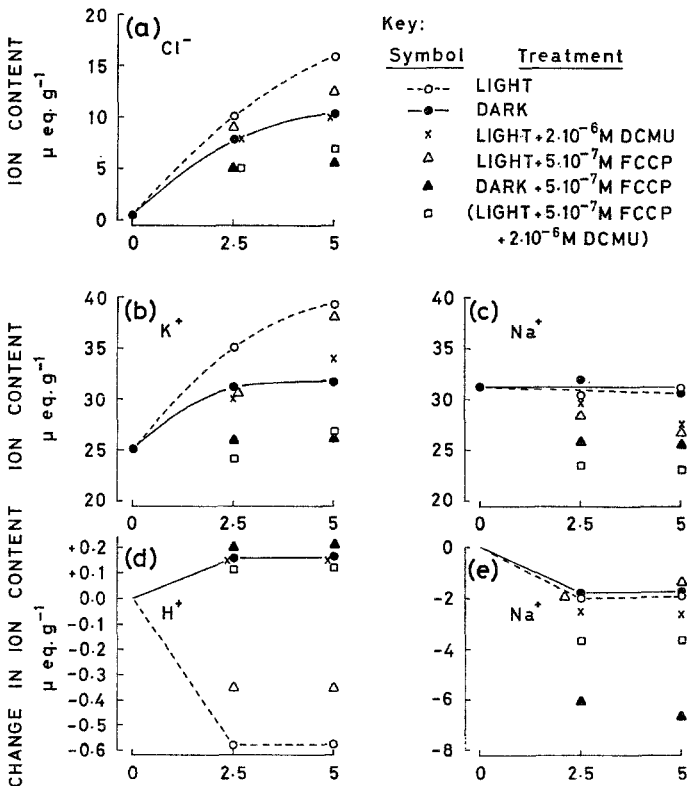 (a) Cl⁻
ION CONTENT
μ eq. g⁻¹
20
15
10
5
0
0 2.5 5
Key:
Symbol Treatment
LIGHT
DARK
LIGHT+2·10⁻⁶M DCMU
LIGHT+5·10⁻⁷M FCCP
DARK+5·10⁻⁷M FCCP
(LIGHT+5·10⁻⁷M FCCP
+2·10⁻⁶M DCMU)
(b) K⁺
ION CONTENT
μ eq. g⁻¹
40
35
30
25
20
0 2.5 5
(c) Na⁺
40
35
30
25
20
0 2.5 5
(d) H⁺
CHANGE IN ION CONTENT
μ eq. g⁻¹
+0.2
+0.1
0.0
-0.1
-0.2
-0.3
-0.4
-0.5
-0.6
0 2.5 5
(e) Na⁺
0
-2
-4
-6
-8
0 2.5 5